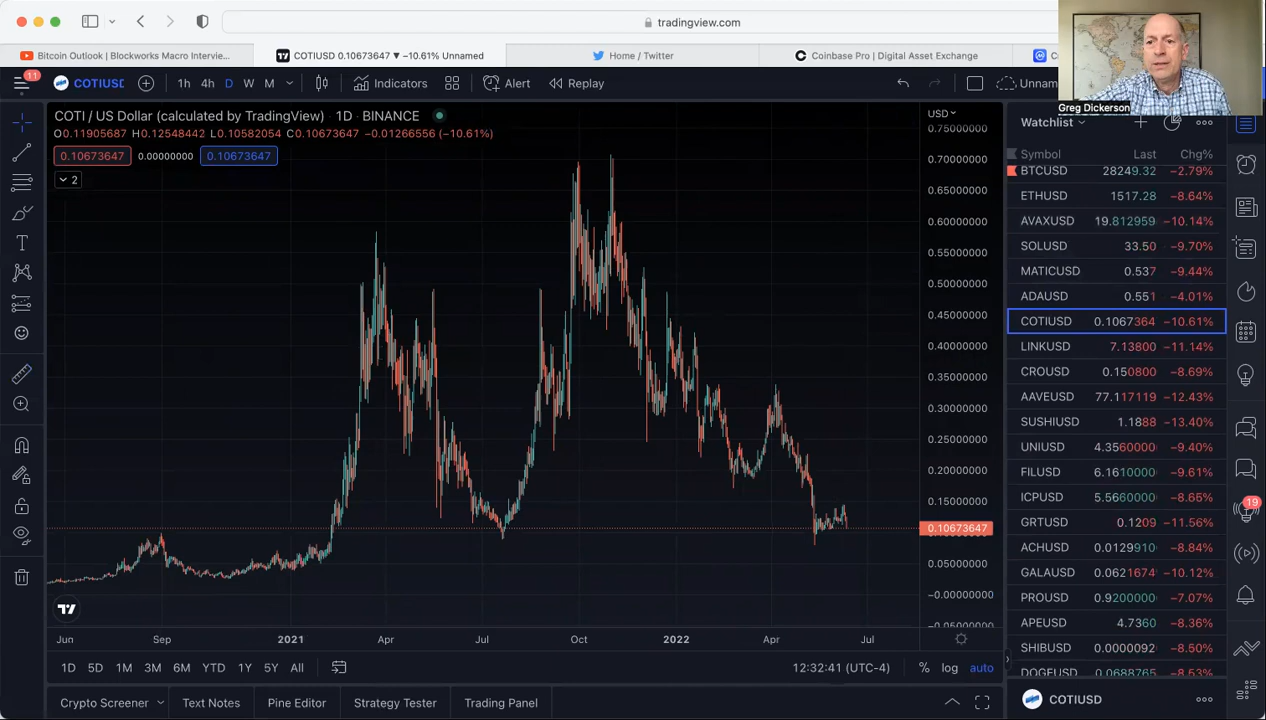 tradingview.com
Bitcoin Outlook | Blockworks Macro Intervie...
COTIUSD 0.10673647 ▼ −10.61% Unnamed
Home / Twitter
Coinbase Pro | Digital Asset Exchange
11
COTIUSD
1h
4h
D
W
M
Indicators
Alert
Replay
Unnam
Greg Dickerson
COTI / US Dollar (calculated by TradingView) · 1D · BINANCE
O0.11905687 H0.12548442 L0.10582054 C0.10673647 −0.01266556 (−10.61%)
0.10673647 0.00000000 0.10673647
2
USD
0.75000000
0.70000000
0.65000000
0.60000000
0.55000000
0.50000000
0.45000000
0.40000000
0.35000000
0.30000000
0.25000000
0.20000000
0.15000000
0.10673647
0.05000000
−0.00000000
Jun Sep 2021 Apr Jul Oct 2022 Apr Jul
1D 5D 1M 3M 6M YTD 1Y 5Y All
12:32:41 (UTC-4) % log auto
Crypto Screener Text Notes Pine Editor Strategy Tester Trading Panel
Watchlist
Symbol Last Chg%
BTCUSD 28249.32 −2.79%
ETHUSD 1517.28 −8.64%
AVAXUSD 19.812959 −10.14%
SOLUSD 33.50 −9.70%
MATICUSD 0.537 −9.44%
ADAUSD 0.551 −4.01%
COTIUSD 0.1067364 −10.61%
LINKUSD 7.13800 −11.14%
CROUSD 0.150800 −8.69%
AAVEUSD 77.117119 −12.43%
SUSHIUSD 1.1888 −13.40%
UNIUSD 4.3560000 −9.40%
FILUSD 6.1610000 −9.61%
ICPUSD 5.5660000 −8.65%
GRTUSD 0.1209 −11.56%
ACHUSD 0.0129910 −8.84%
GALAUSD 0.0621674 −10.12%
PROUSD 0.9200000 −7.07%
APEUSD 4.7360 −8.36%
SHIBUSD 0.0000092 −8.50%
DOGEUSD 0.0688765 −8.53%
COTIUSD
19